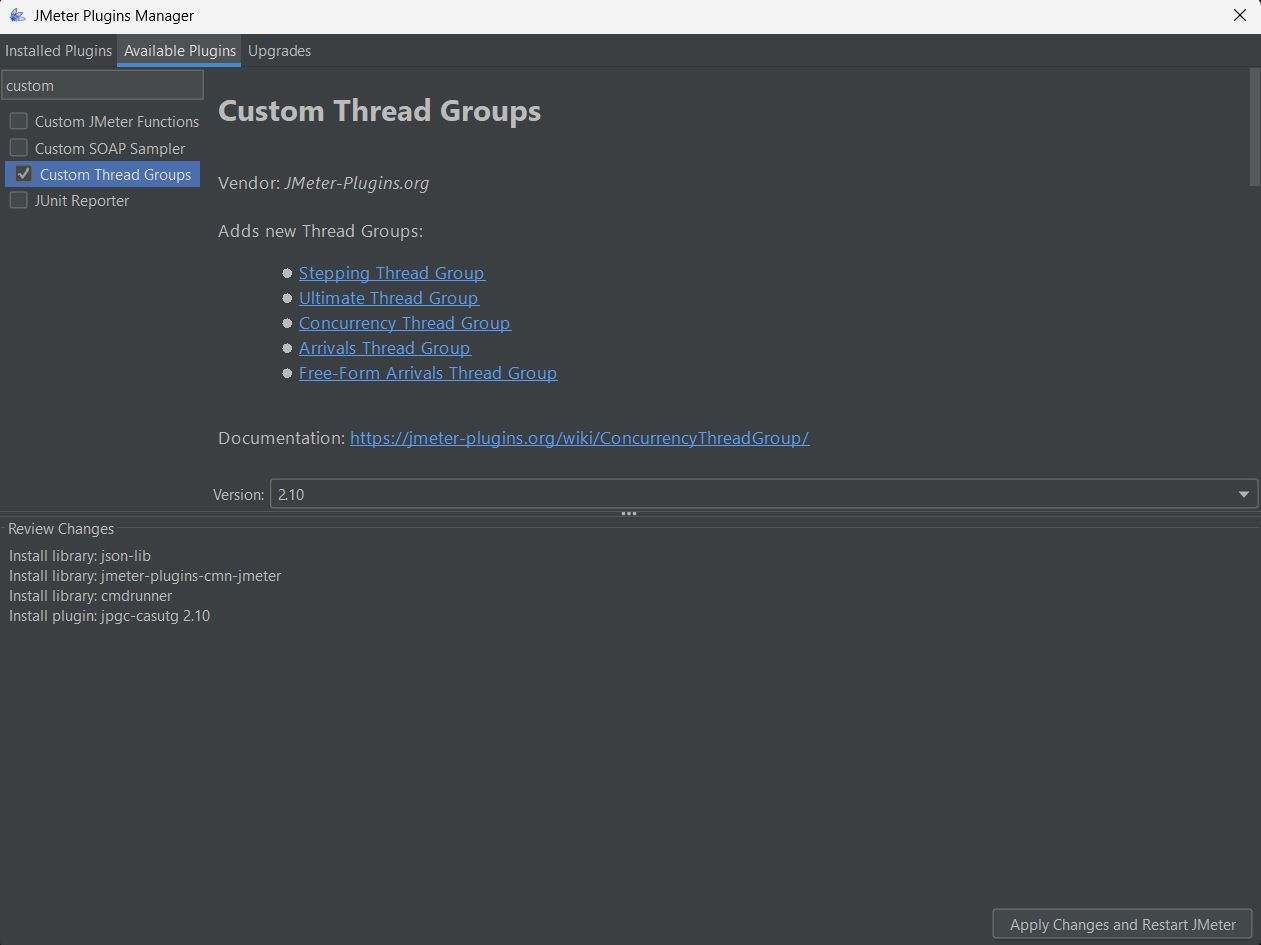 JMeter Plugins Manager
Installed Plugins Available Plugins Upgrades
custom
Custom JMeter Functions
Custom SOAP Sampler
Custom Thread Groups
JUnit Reporter
Custom Thread Groups
Vendor: JMeter-Plugins.org
Adds new Thread Groups:
Stepping Thread Group
Ultimate Thread Group
Concurrency Thread Group
Arrivals Thread Group
Free-Form Arrivals Thread Group
Documentation: https://jmeter-plugins.org/wiki/ConcurrencyThreadGroup/
Version: 2.10
Review Changes
Install library: json-lib
Install library: jmeter-plugins-cmn-jmeter
Install library: cmdrunner
Install plugin: jpgc-casutg 2.10
Apply Changes and Restart JMeter